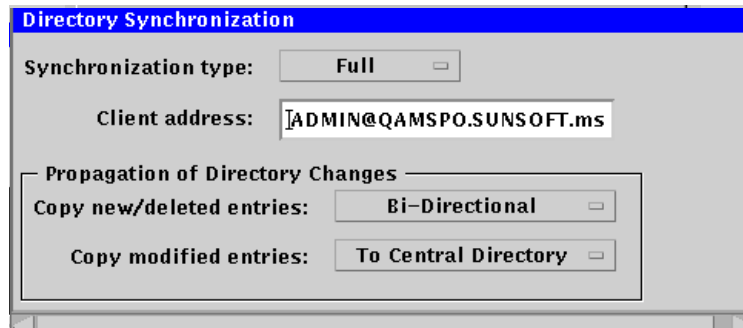 Directory Synchronization
Synchronization type: Full
Client address: ADMIN@QAMSPO.SUNSOFT.ms
Propagation of Directory Changes
Copy new/deleted entries: Bi-Directional
Copy modified entries: To Central Directory